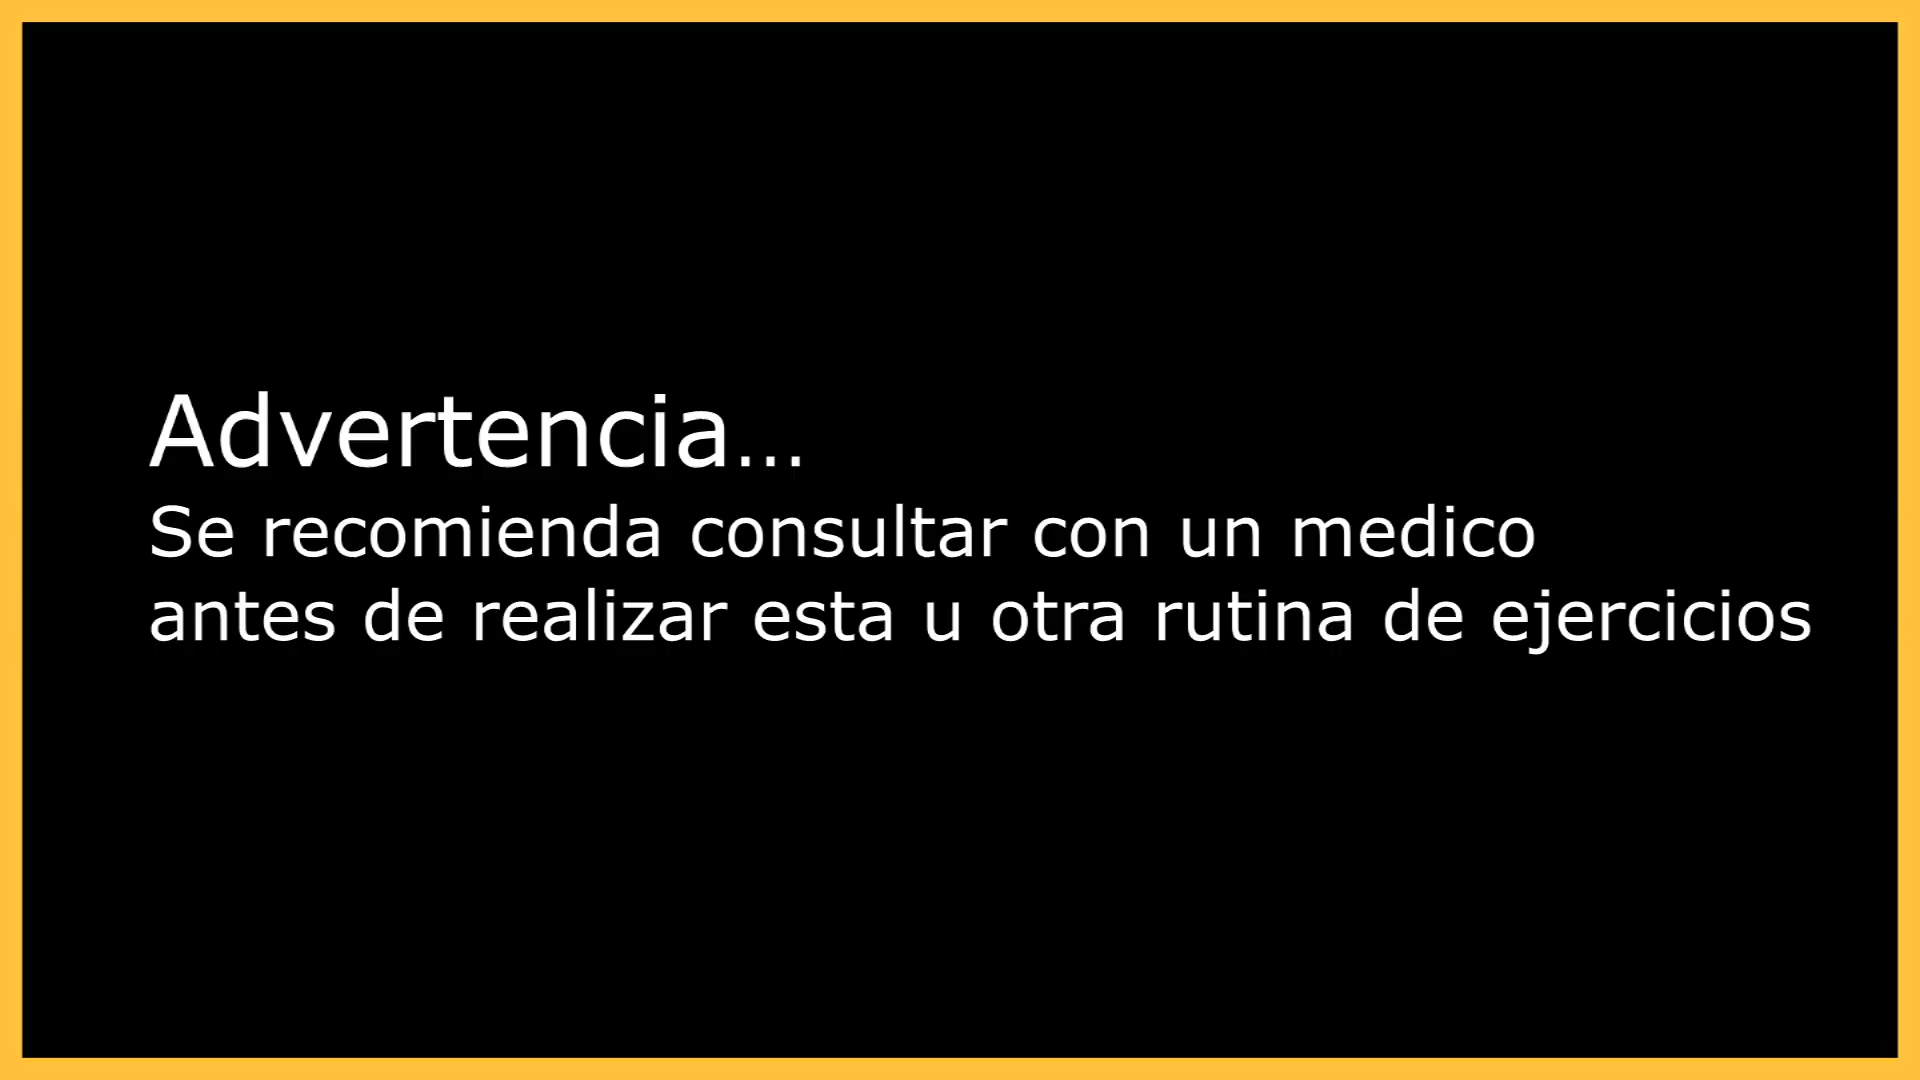 Advertencia...
Se recomienda consultar con un medico
antes de realizar esta u otra rutina de ejercicios